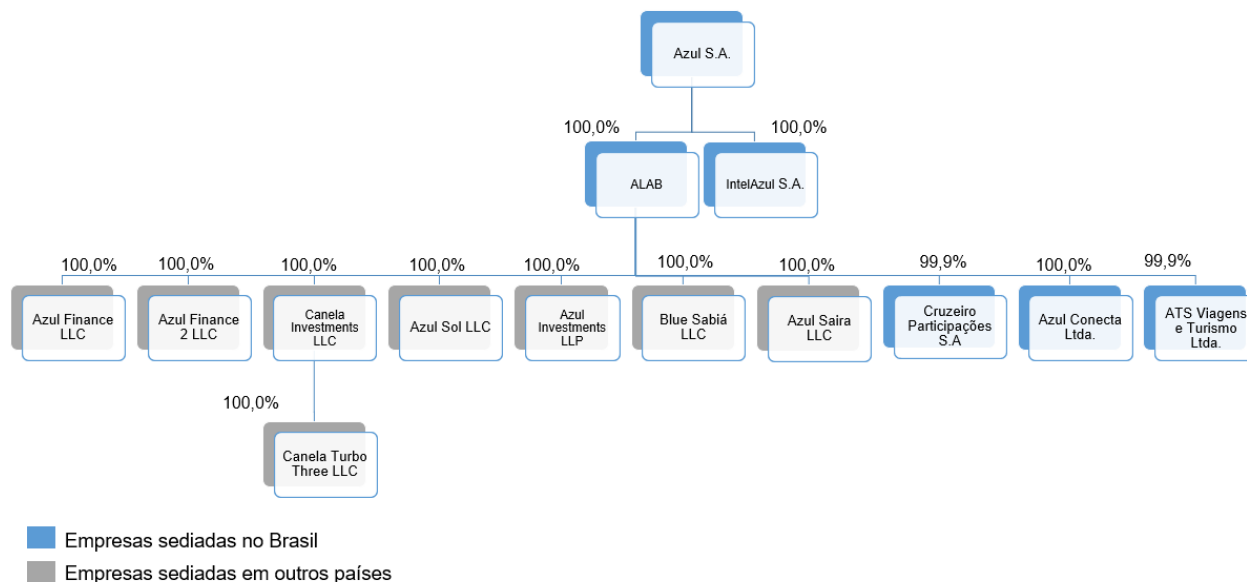 Azul S.A.
100,0%
100,0%
ALAB
IntelAzul S.A.
100,0%
100,0%
100,0%
100,0%
100,0%
100,0%
100,0%
99,9%
100,0%
99,9%
Azul Finance
LLC
Azul Finance
2 LLC
Canela
Investments
LLC
Azul Sol LLC
Azul
Investments
LLP
Blue Sabiá
LLC
Azul Saira
LLC
Cruzeiro
Participações
S.A
Azul Conecta
Ltda.
ATS Viagens
e Turismo
Ltda.
100,0%
Canela Turbo
Three LLC
Empresas sediadas no Brasil
Empresas sediadas em outros países